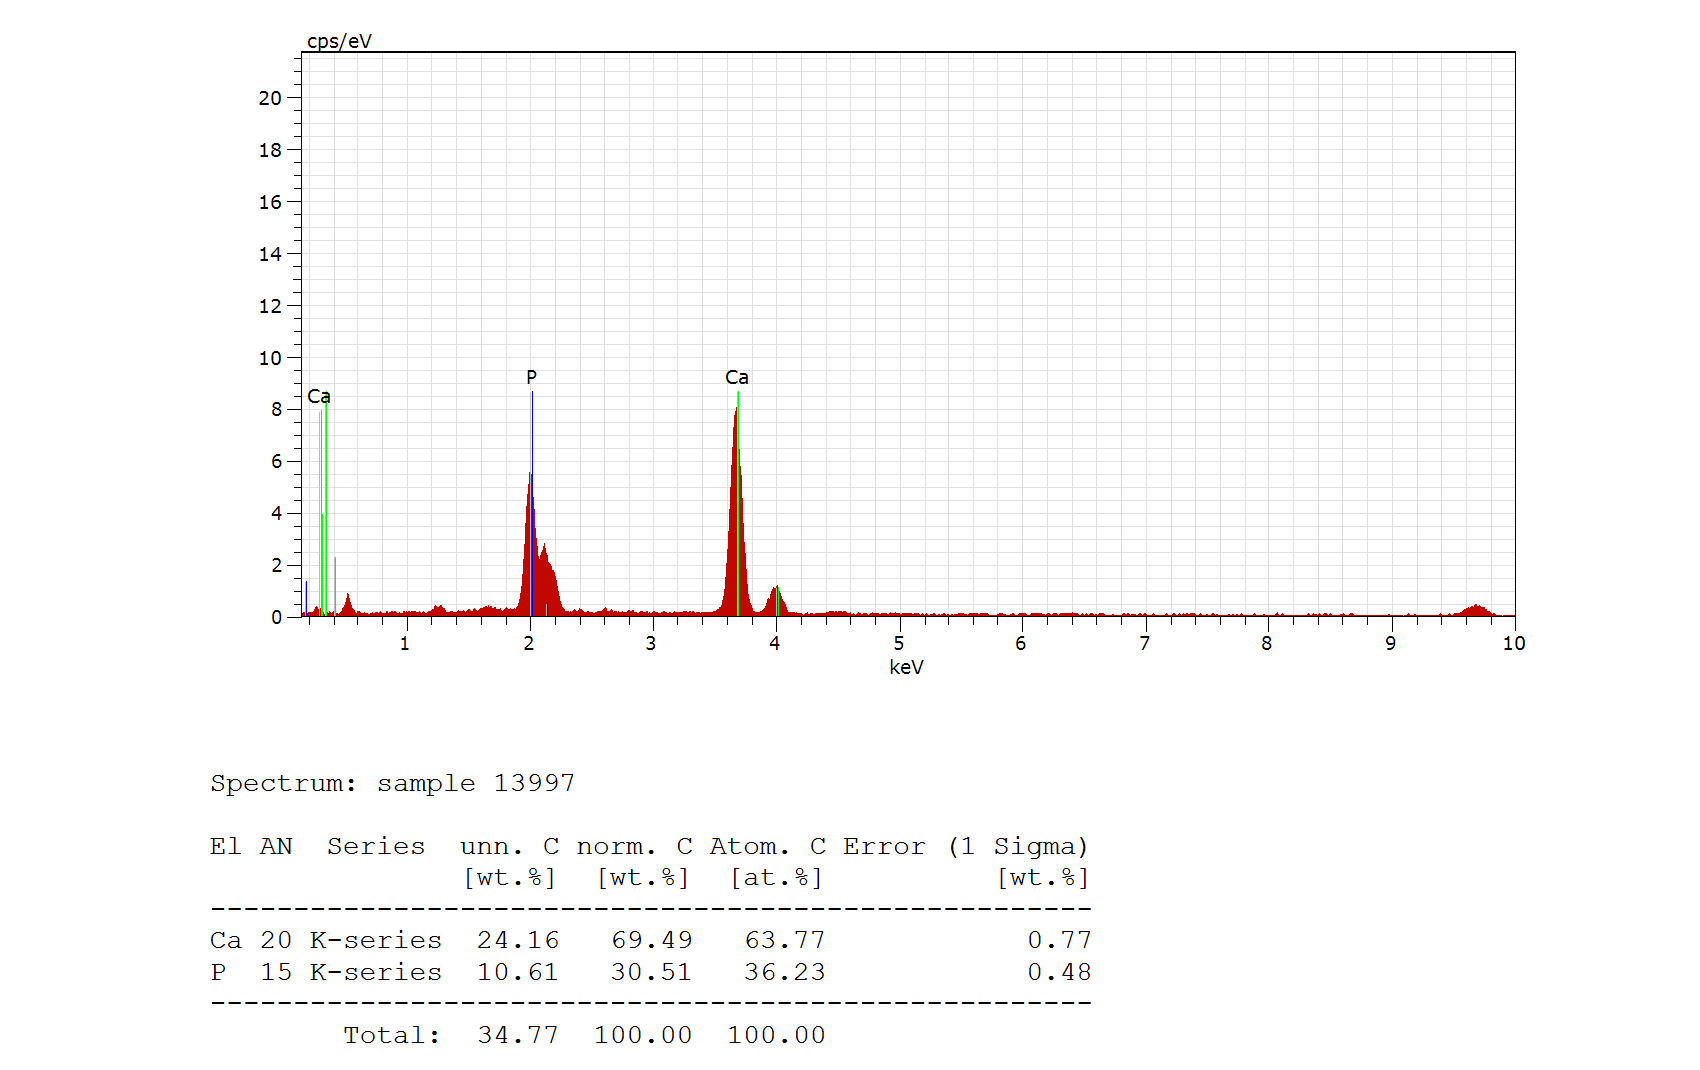 cps/eV
20
18
16
14
12
10
8
6
4
2
0
P
Ca
Ca
1 2 3 4 5 6 7 8 9 10
keV
Spectrum: sample 13997
El AN Series unn. C norm. C Atom. C Error (1 Sigma)
[wt.%] [wt.%] [at.%] [wt.%]
-----------------------------------------------------
Ca 20 K-series 24.16 69.49 63.77 0.77
P 15 K-series 10.61 30.51 36.23 0.48
-----------------------------------------------------
Total: 34.77 100.00 100.00